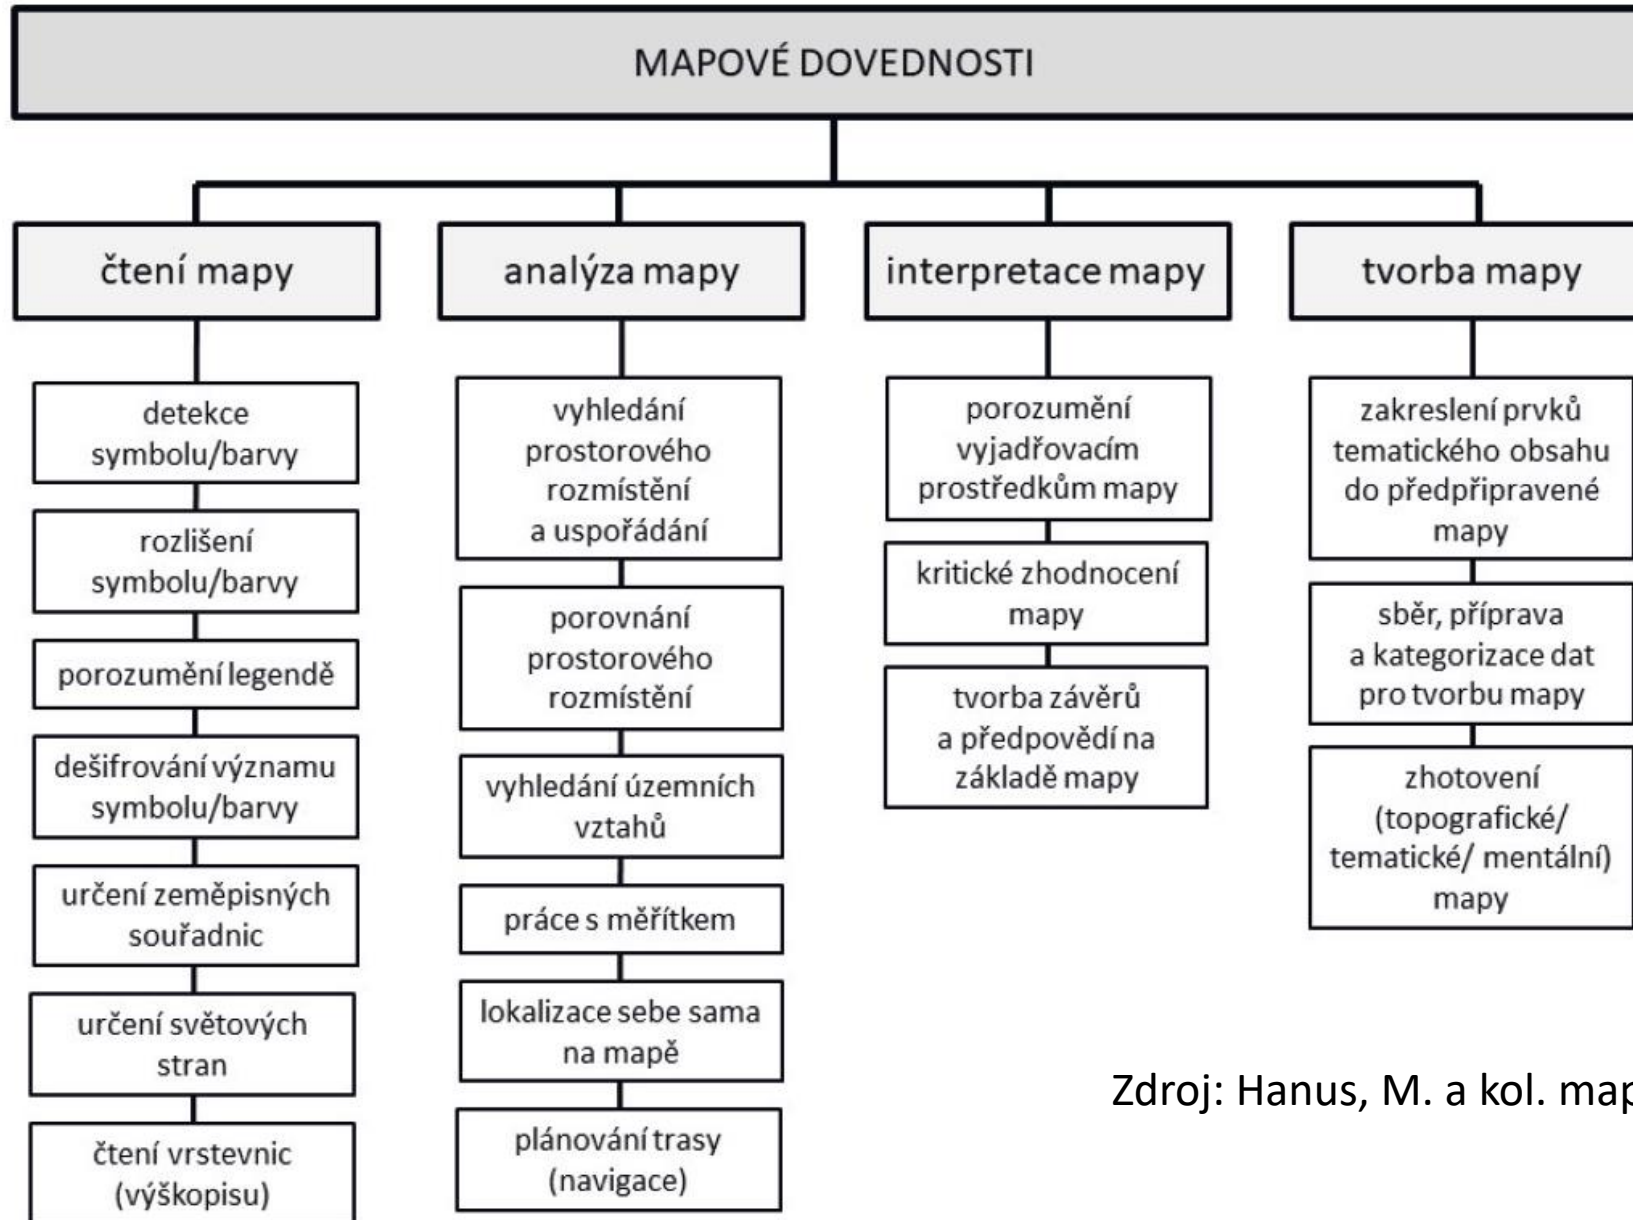 MAPOVÉ DOVEDNOSTI
čtení mapy
detekce
symbolu/barvy
rozlišení
symbolu/barvy
porozumění legendě
dešifrování významu
symbolu/barvy
určení zeměpisných
souřadnic
určení světových
stran
čtení vrstevnic
(výškopisu)
analýza mapy
vyhledání
prostorového
rozmístění
a uspořádání
porovnání
prostorového
rozmístění
vyhledání územních
vztahů
práce s měřítkem
lokalizace sebe sama
na mapě
plánování trasy
(navigace)
interpretace mapy
porozumění
vyjadřovacím
prostředkům mapy
kritické zhodnocení
mapy
tvorba závěrů
a předpovědí na
základě mapy
tvorba mapy
zakreslení prvků
tematického obsahu
do předpřipravené
mapy
sběr, příprava
a kategorizace dat
pro tvorbu mapy
zhotovení
(topografické/
tematické/ mentální)
mapy
Zdroj: Hanus, M. a kol.